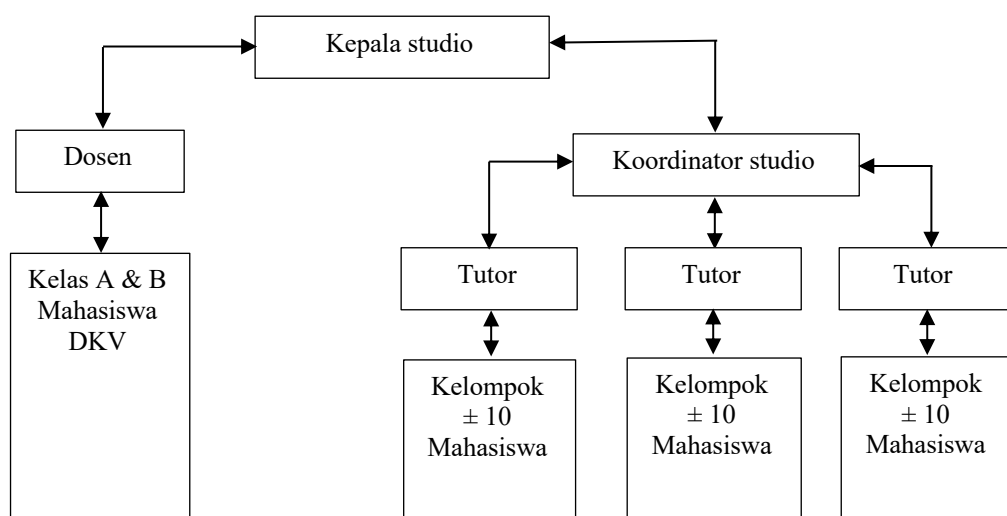 Kepala studio
Dosen
Koordinator studio
Kelas A & B
Mahasiswa
DKV
Tutor
Tutor
Tutor
Kelompok
± 10
Mahasiswa
Kelompok
± 10
Mahasiswa
Kelompok
± 10
Mahasiswa